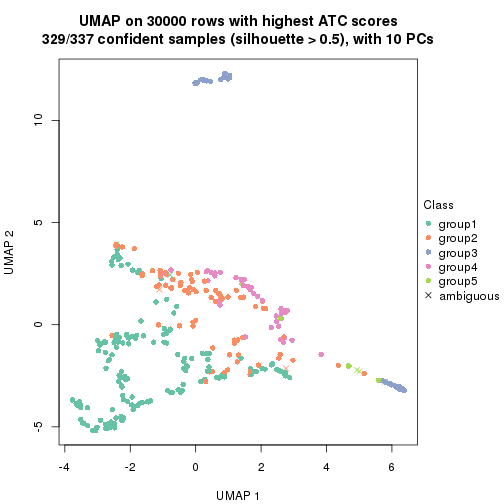 UMAP on 30000 rows with highest ATC scores
329/337 confident samples (silhouette > 0.5), with 10 PCs
10
5
0
-5
UMAP 2
-4
-2
0
2
4
6
UMAP 1
Class
group1
group2
group3
group4
group5
ambiguous